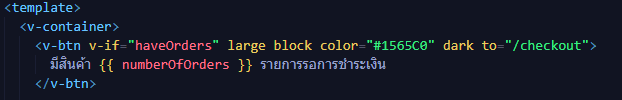 <template>
<v-container>
<v-btn v-if="haveOrders" large block color="#1565C0" dark to="/checkout">
มีสินค้า {{ numberOfOrders }} รายการรอการชำระเงิน
</v-btn>